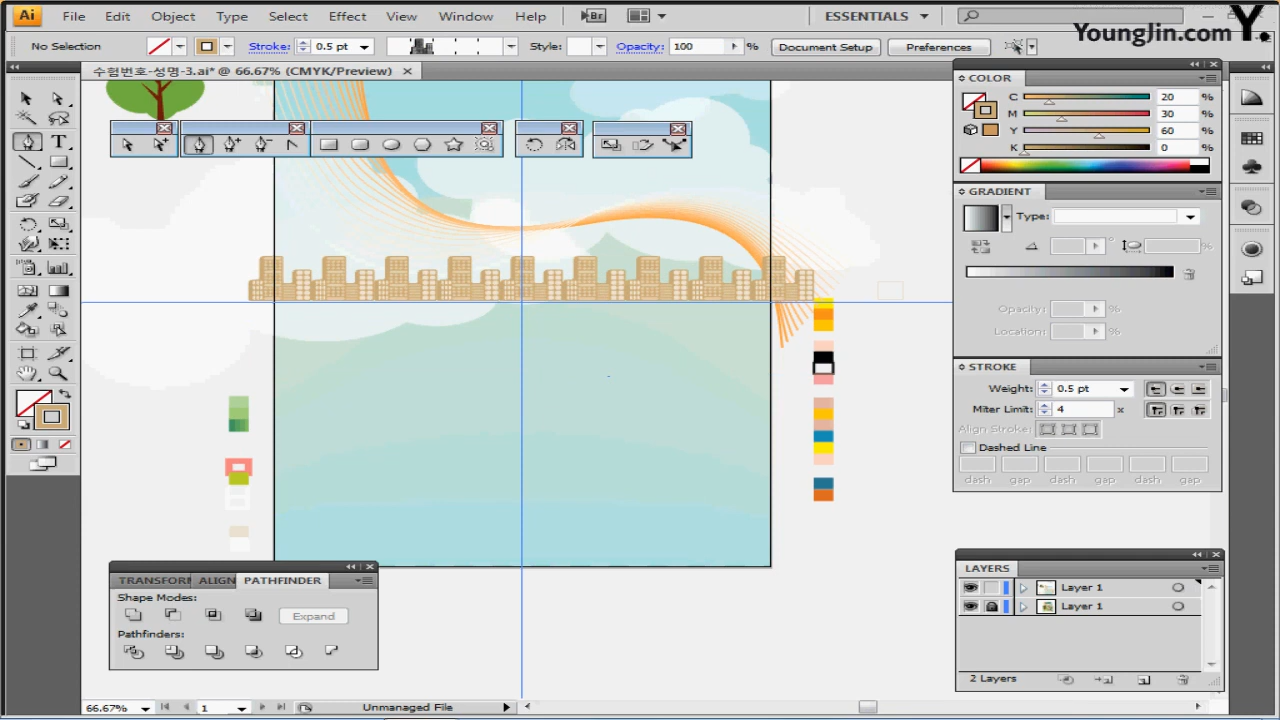 Ai File Edit Object Type Select Effect View Window Help Br ESSENTIALS
YoungJin.com Y.
No Selection Stroke: 0.5 pt Style: Opacity: 100 % Document Setup Preferences
수험번호-성명-3.ai* @ 66.67% (CMYK/Preview)
COLOR
C 20 %
M 30 %
Y 60 %
K 0 %
GRADIENT
Type:
Opacity: %
Location: %
STROKE
Weight: 0.5 pt
Miter Limit: 4 x
Align Stroke:
Dashed Line
dash gap dash gap dash gap
TRANSFORM ALIGN PATHFINDER
Shape Modes:
Expand
Pathfinders:
LAYERS
Layer 1
Layer 1
2 Layers
66.67% 1 Unmanaged File